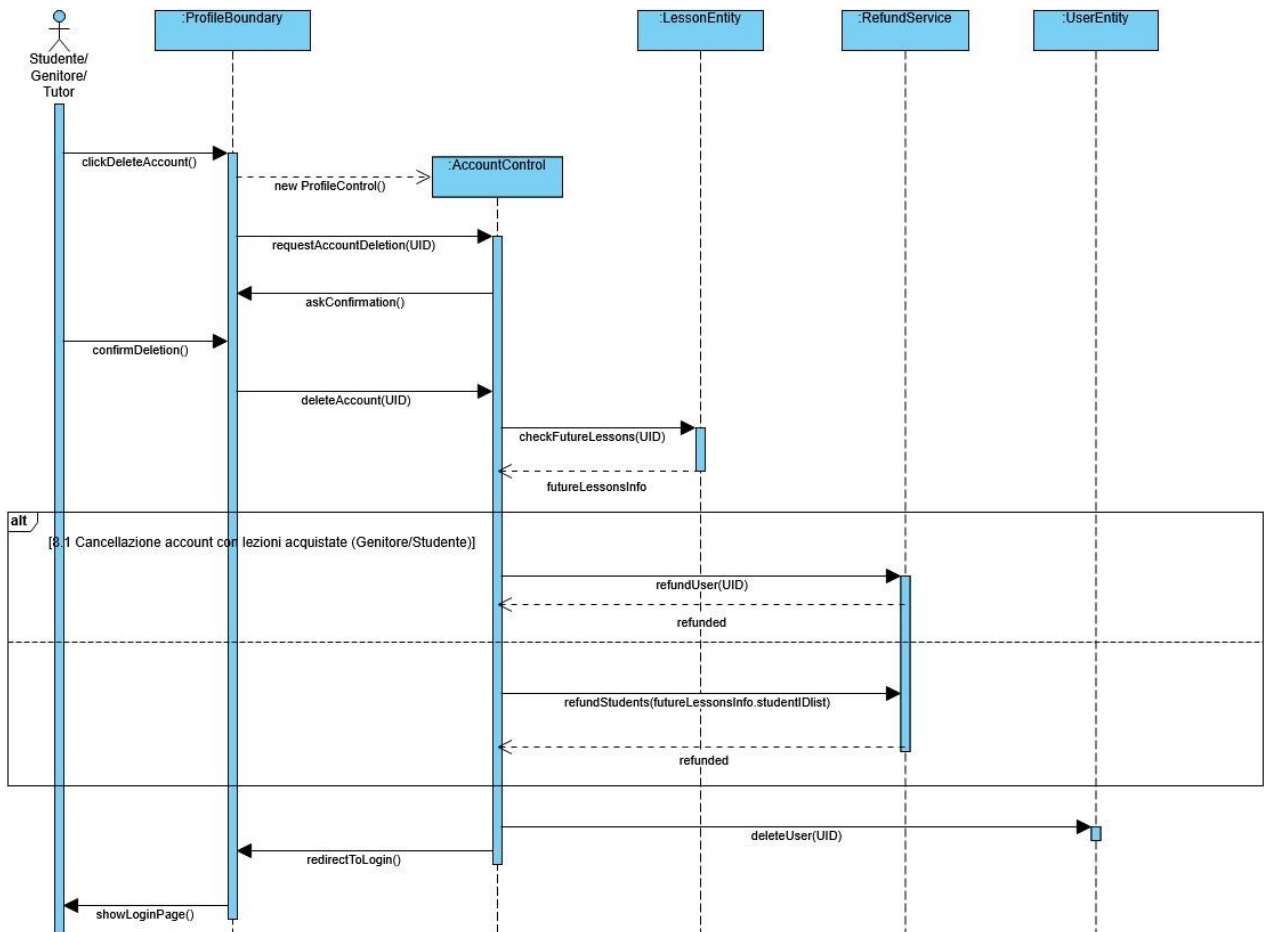 :ProfileBoundary
:LessonEntity
:RefundService
:UserEntity
Studente/
Genitore/
Tutor
clickDeleteAccount()
:AccountControl
new ProfileControl()
requestAccountDeletion(UID)
askConfirmation()
confirmDeletion()
deleteAccount(UID)
checkFutureLessons(UID)
futureLessonsInfo
alt
[8.1 Cancellazione account con lezioni acquistate (Genitore/Studente)]
refundUser(UID)
refunded
refundStudents(futureLessonsInfo.studentIDlist)
refunded
deleteUser(UID)
redirectToLogin()
showLoginPage()